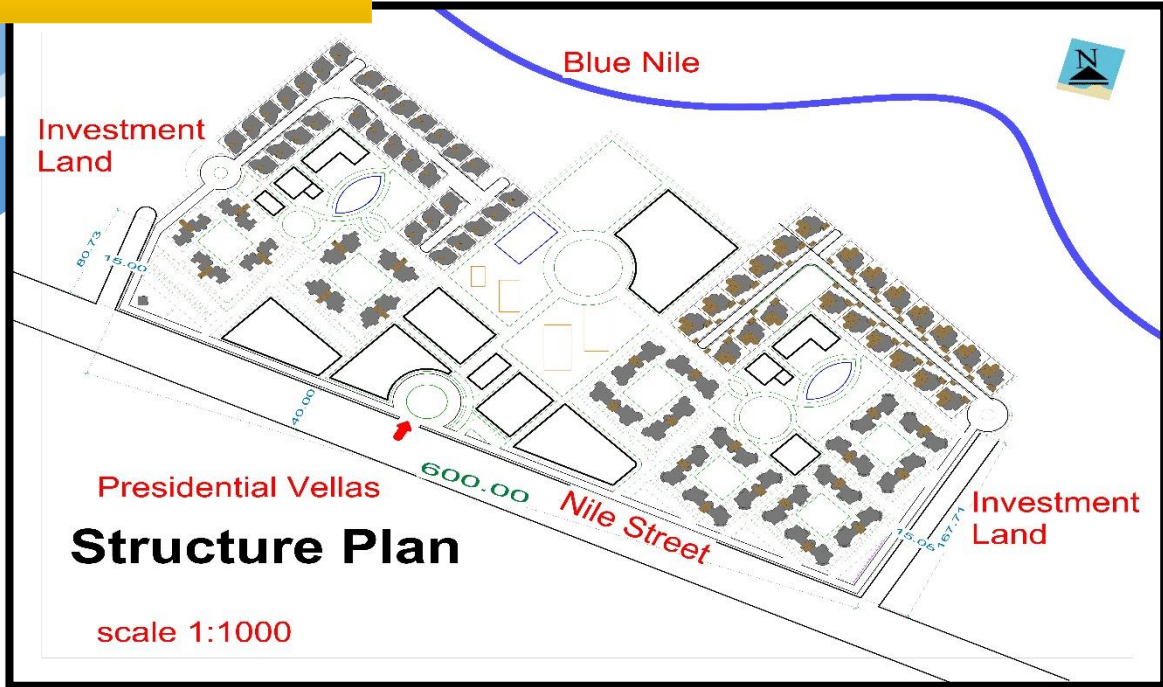 Blue Nile
N
Investment
Land
80.73
15.00
40.00
600.00
Nile Street
Presidential Vellas
Structure Plan
scale 1:1000
Investment
Land
15.06
167.71